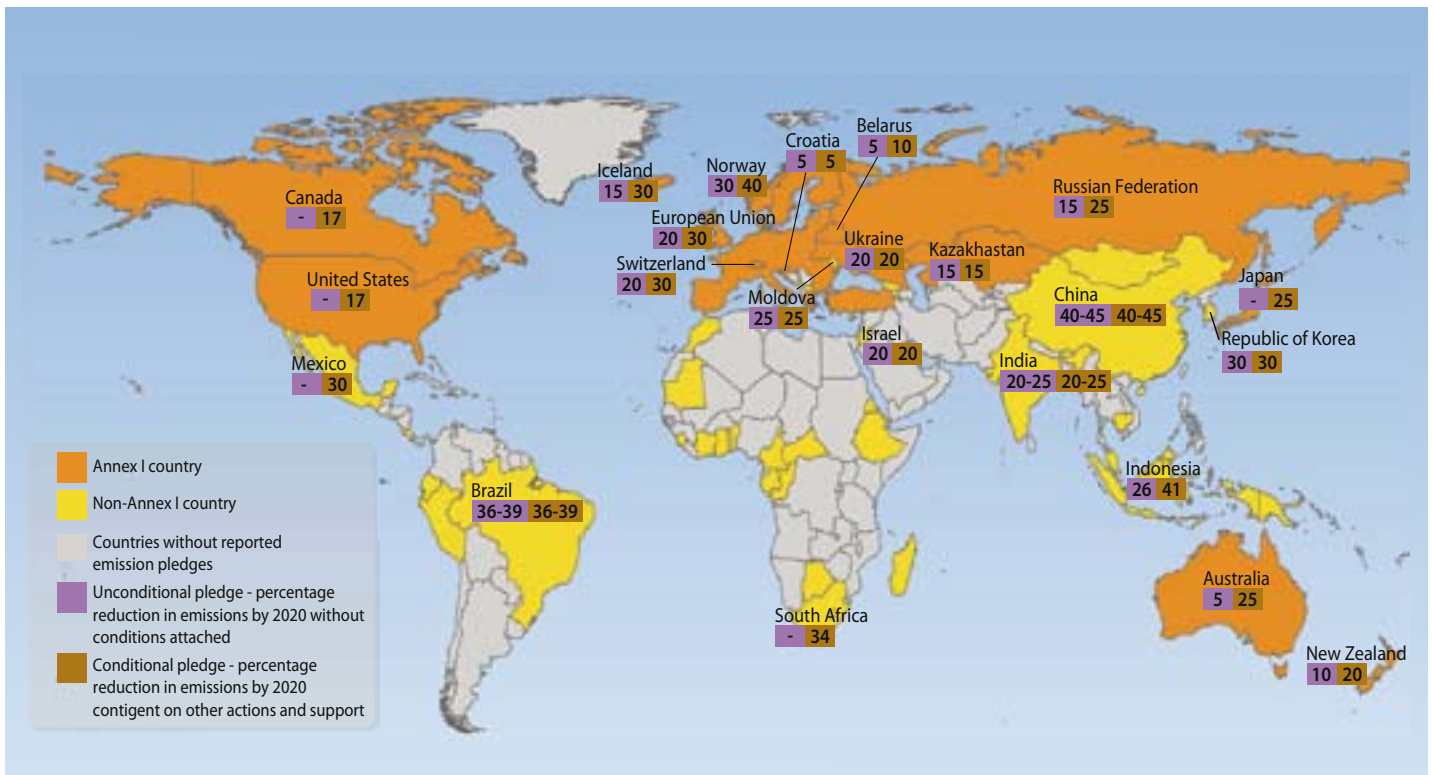 Belarus
5 10
Croatia
5 5
Iceland
15 30
Norway
30 40
Canada
- 17
Russian Federation
15 25
European Union
20 30
Ukraine
20 20
Kazakhstan
15 15
Switzerland
20 30
United States
- 17
Moldova
25 25
China
40-45 40-45
Japan
- 25
Israel
20 20
Republic of Korea
30 30
Mexico
- 30
India
20-25 20-25
Indonesia
26 41
Brazil
36-39 36-39
Australia
5 25
South Africa
- 34
New Zealand
10 20
Annex I country
Non-Annex I country
Countries without reported
emission pledges
Unconditional pledge - percentage
reduction in emissions by 2020 without
conditions attached
Conditional pledge - percentage
reduction in emissions by 2020
contigent on other actions and support